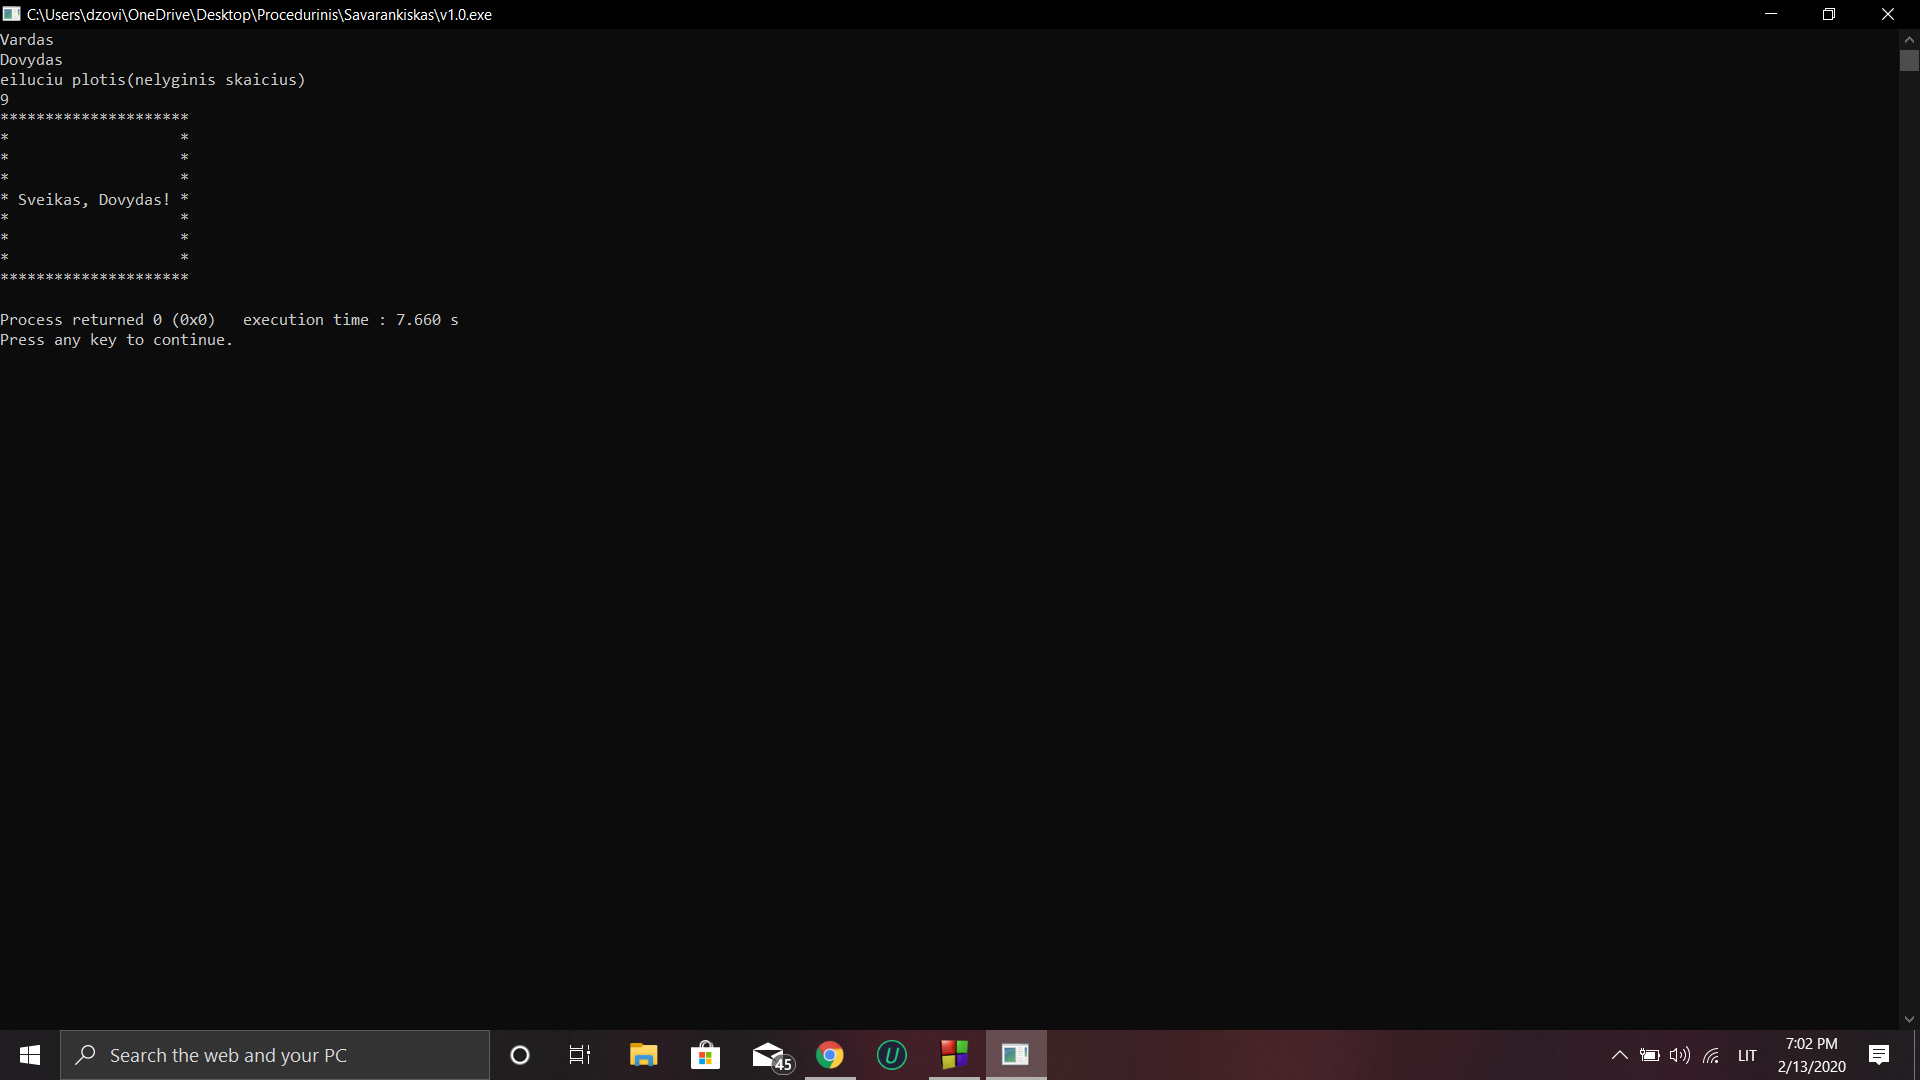 C:\Users\dzovi\OneDrive\Desktop\Procedurinis\Savarankiskas\v1.0.exe
Vardas
Dovydas
eiluciu plotis(nelyginis skaicius)
9
*********************
*                   *
*                   *
*                   *
* Sveikas, Dovydas! *
*                   *
*                   *
*                   *
*********************
Process returned 0 (0x0)   execution time : 7.660 s
Press any key to continue.
Search the web and your PC
45
U
LIT
7:02 PM
2/13/2020